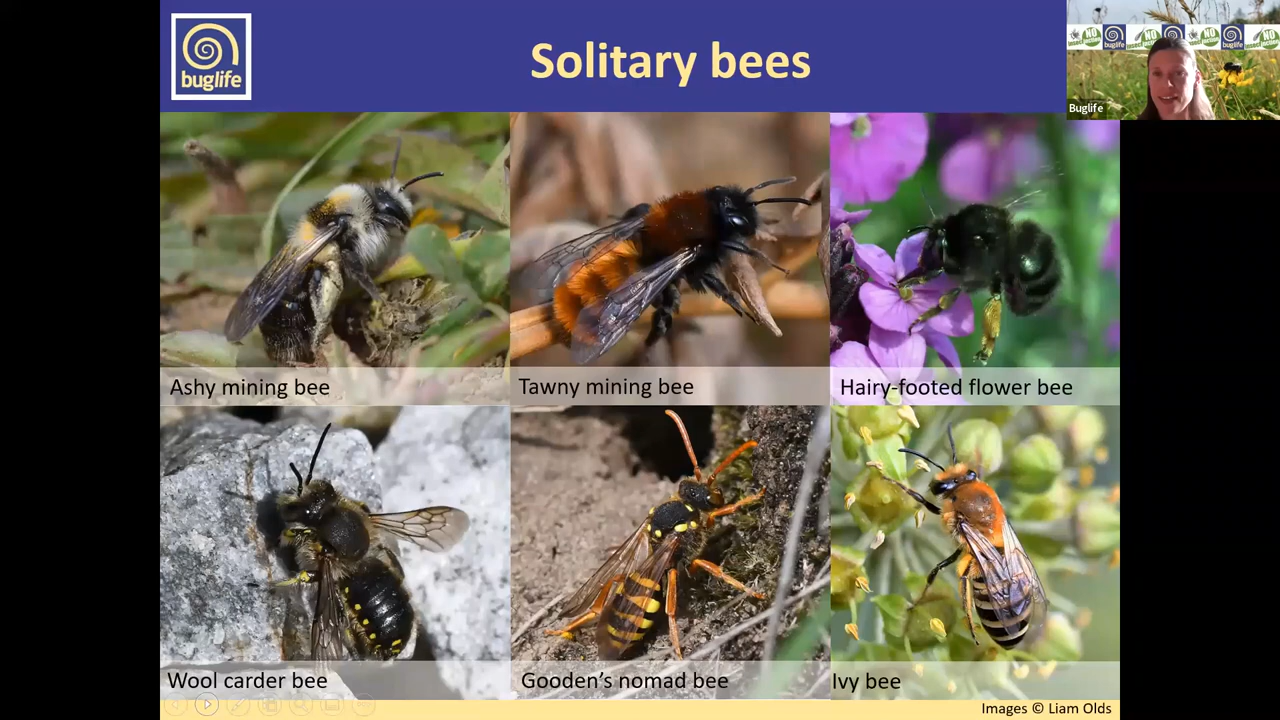 buglife
Solitary bees
Buglife
Ashy mining bee
Tawny mining bee
Hairy-footed flower bee
Wool carder bee
Gooden's nomad bee
Ivy bee
Images © Liam Olds